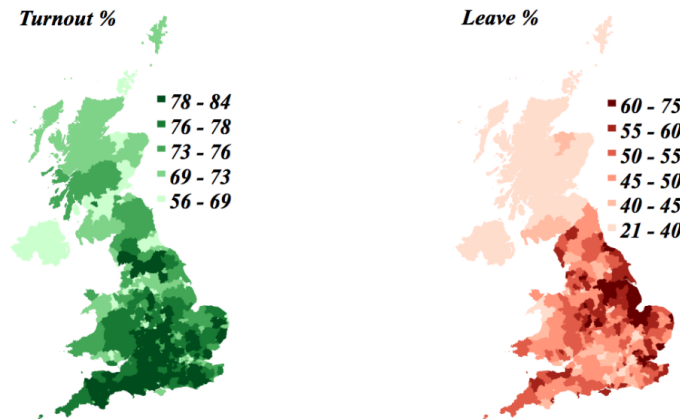 Turnout %
78 - 84
76 - 78
73 - 76
69 - 73
56 - 69
Leave %
60 - 75
55 - 60
50 - 55
45 - 50
40 - 45
21 - 40